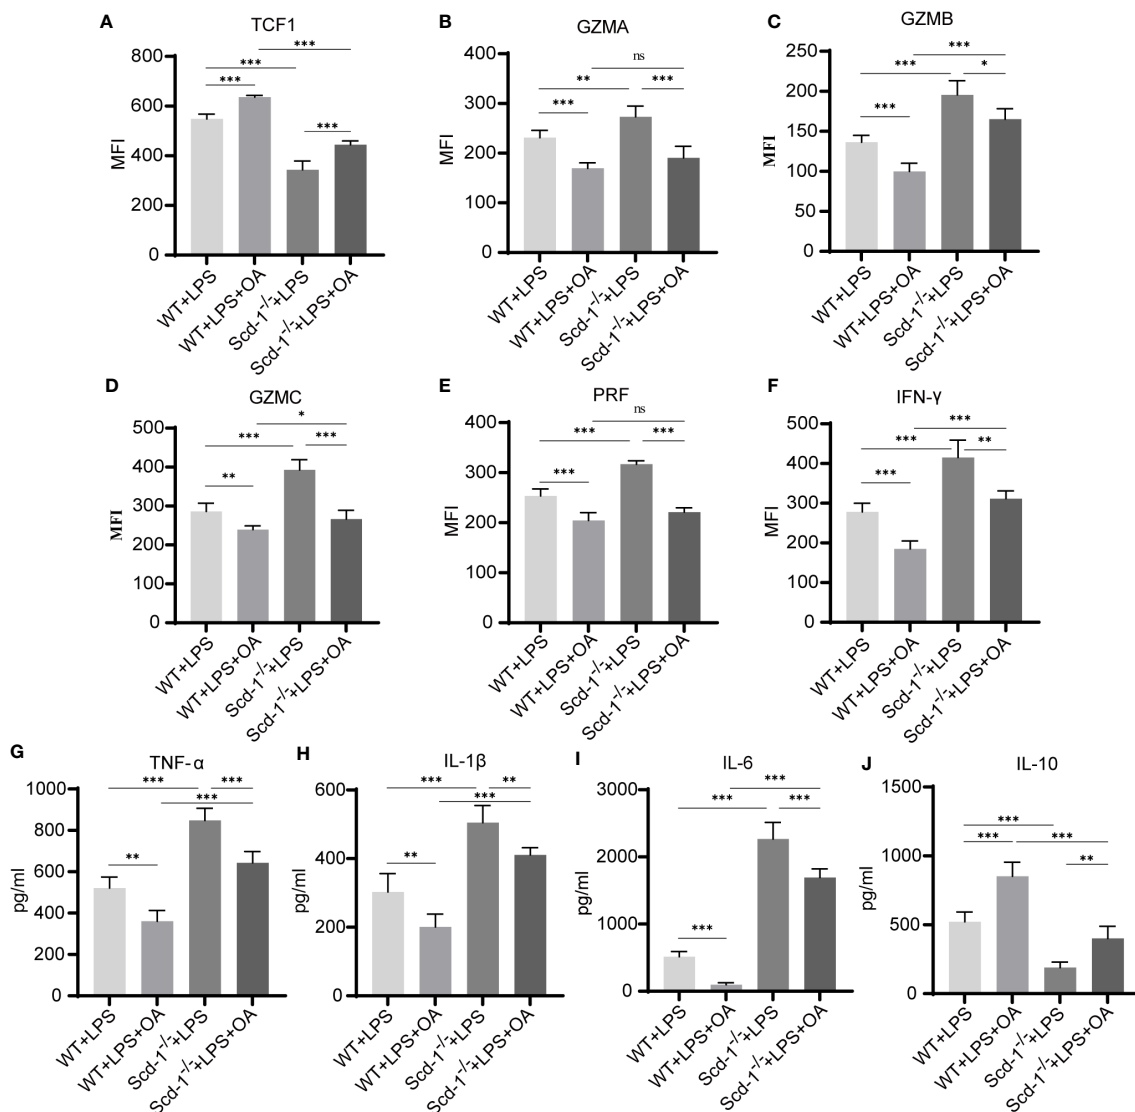 A
TCF1
MFI
800
600
400
200
0
***
***
***
***
WT+LPS
WT+LPS+OA
Scd-1-/-+LPS
Scd-1-/-+LPS+OA
B
GZMA
MFI
400
300
200
100
0
ns
**
***
***
WT+LPS
WT+LPS+OA
Scd-1-/-+LPS
Scd-1-/-+LPS+OA
C
GZMB
MFI
250
200
150
100
50
0
***
***
*
***
WT+LPS
WT+LPS+OA
Scd-1-/-+LPS
Scd-1-/-+LPS+OA
D
GZMC
MFI
500
400
300
200
100
0
*
***
***
**
WT+LPS
WT+LPS+OA
Scd-1-/-+LPS
Scd-1-/-+LPS+OA
E
PRF
MFI
400
300
200
100
0
ns
***
***
***
WT+LPS
WT+LPS+OA
Scd-1-/-+LPS
Scd-1-/-+LPS+OA
F
IFN-γ
MFI
500
400
300
200
100
0
***
***
**
***
WT+LPS
WT+LPS+OA
Scd-1-/-+LPS
Scd-1-/-+LPS+OA
G
TNF-α
pg/ml
1000
800
600
400
200
0
***
***
***
**
WT+LPS
WT+LPS+OA
Scd-1-/-+LPS
Scd-1-/-+LPS+OA
H
IL-1β
pg/ml
600
400
200
0
***
**
***
**
WT+LPS
WT+LPS+OA
Scd-1-/-+LPS
Scd-1-/-+LPS+OA
I
IL-6
pg/ml
3000
2000
1000
0
***
***
***
***
WT+LPS
WT+LPS+OA
Scd-1-/-+LPS
Scd-1-/-+LPS+OA
J
IL-10
pg/ml
1500
1000
500
0
***
***
***
**
WT+LPS
WT+LPS+OA
Scd-1-/-+LPS
Scd-1-/-+LPS+OA